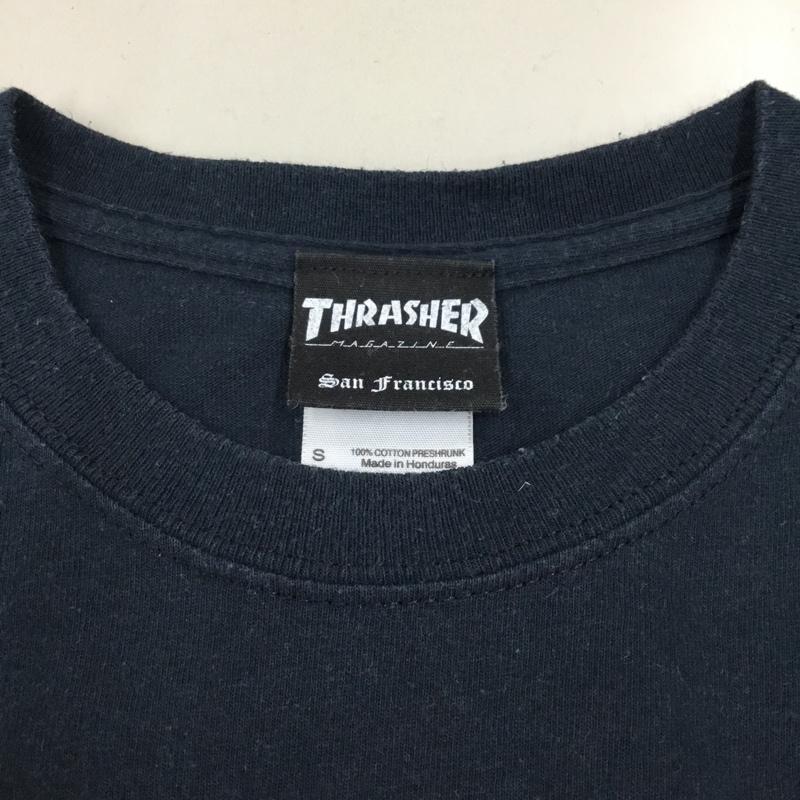 THRASHER
MAGAZINE
San Francisco
S 100% COTTON PRESHRUNK
Made in Honduras